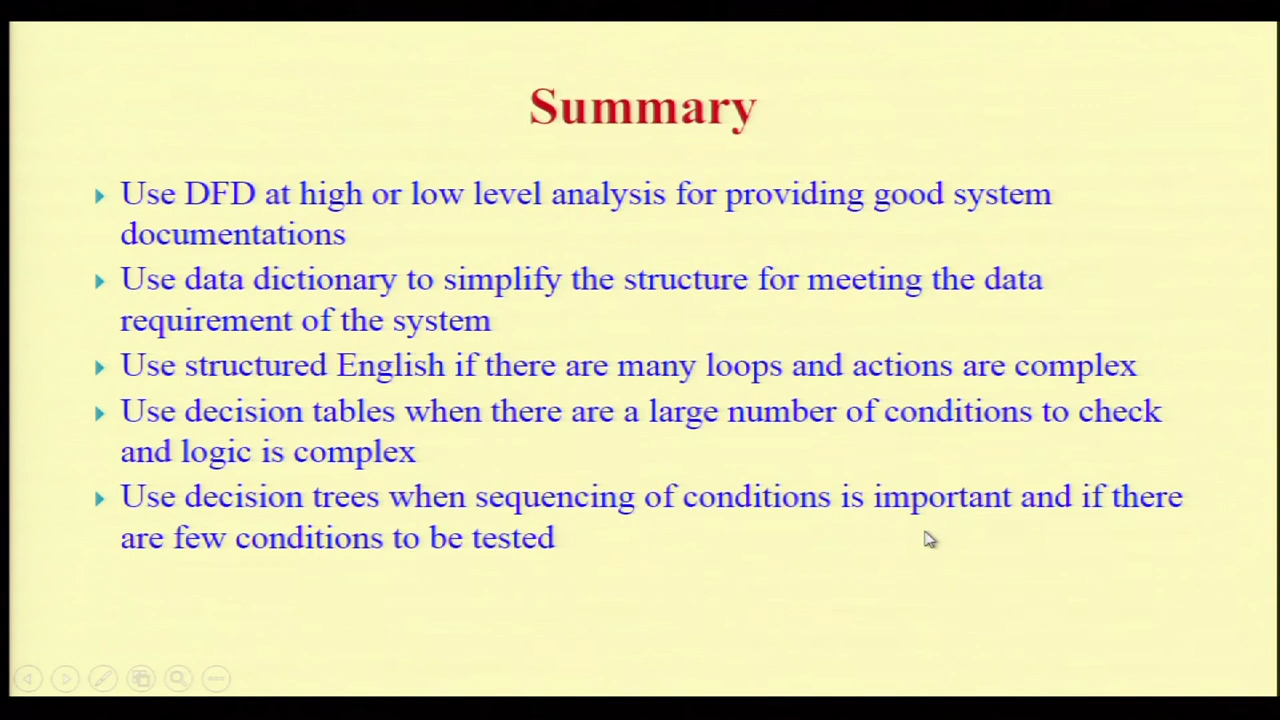 Summary
Use DFD at high or low level analysis for providing good system
documentations
Use data dictionary to simplify the structure for meeting the data
requirement of the system
Use structured English if there are many loops and actions are complex
Use decision tables when there are a large number of conditions to check
and logic is complex
Use decision trees when sequencing of conditions is important and if there
are few conditions to be tested